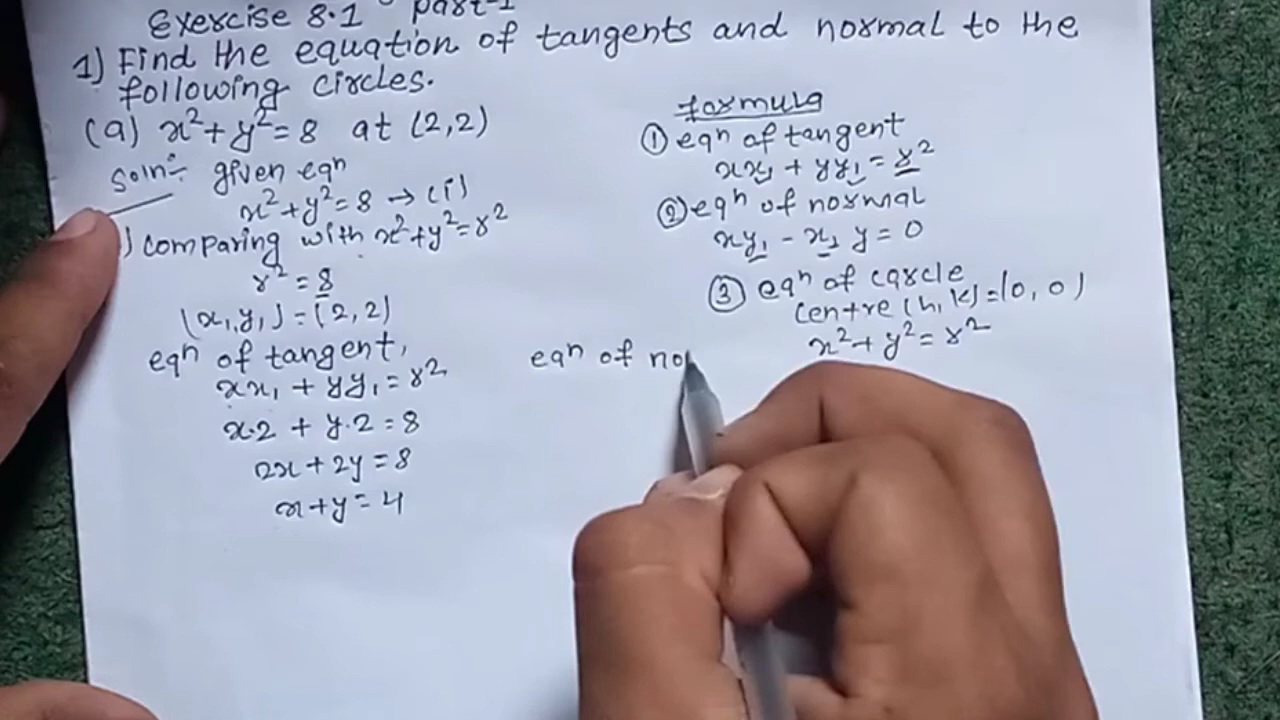 Exercise 8.1 part-1
1) Find the equation of tangents and normal to the
following circles.
(a) x²+y²=8 at (2,2)
Soln:- given eqⁿ
x²+y²=8 → (i)
) comparing with x²+y²=r²
r² = 8
(x₁,y₁)=(2,2)
eqⁿ of tangent,
xx₁ + yy₁ = r²
x.2 + y.2 = 8
2x + 2y = 8
x+y = 4
formula
① eqⁿ of tangent
xx₁ + yy₁ = r²
② eqⁿ of normal
xy₁ - x₁ y = 0
③ eqⁿ of carcle
centre (h, k)=(0, 0)
x² + y² = r²
eqⁿ of no